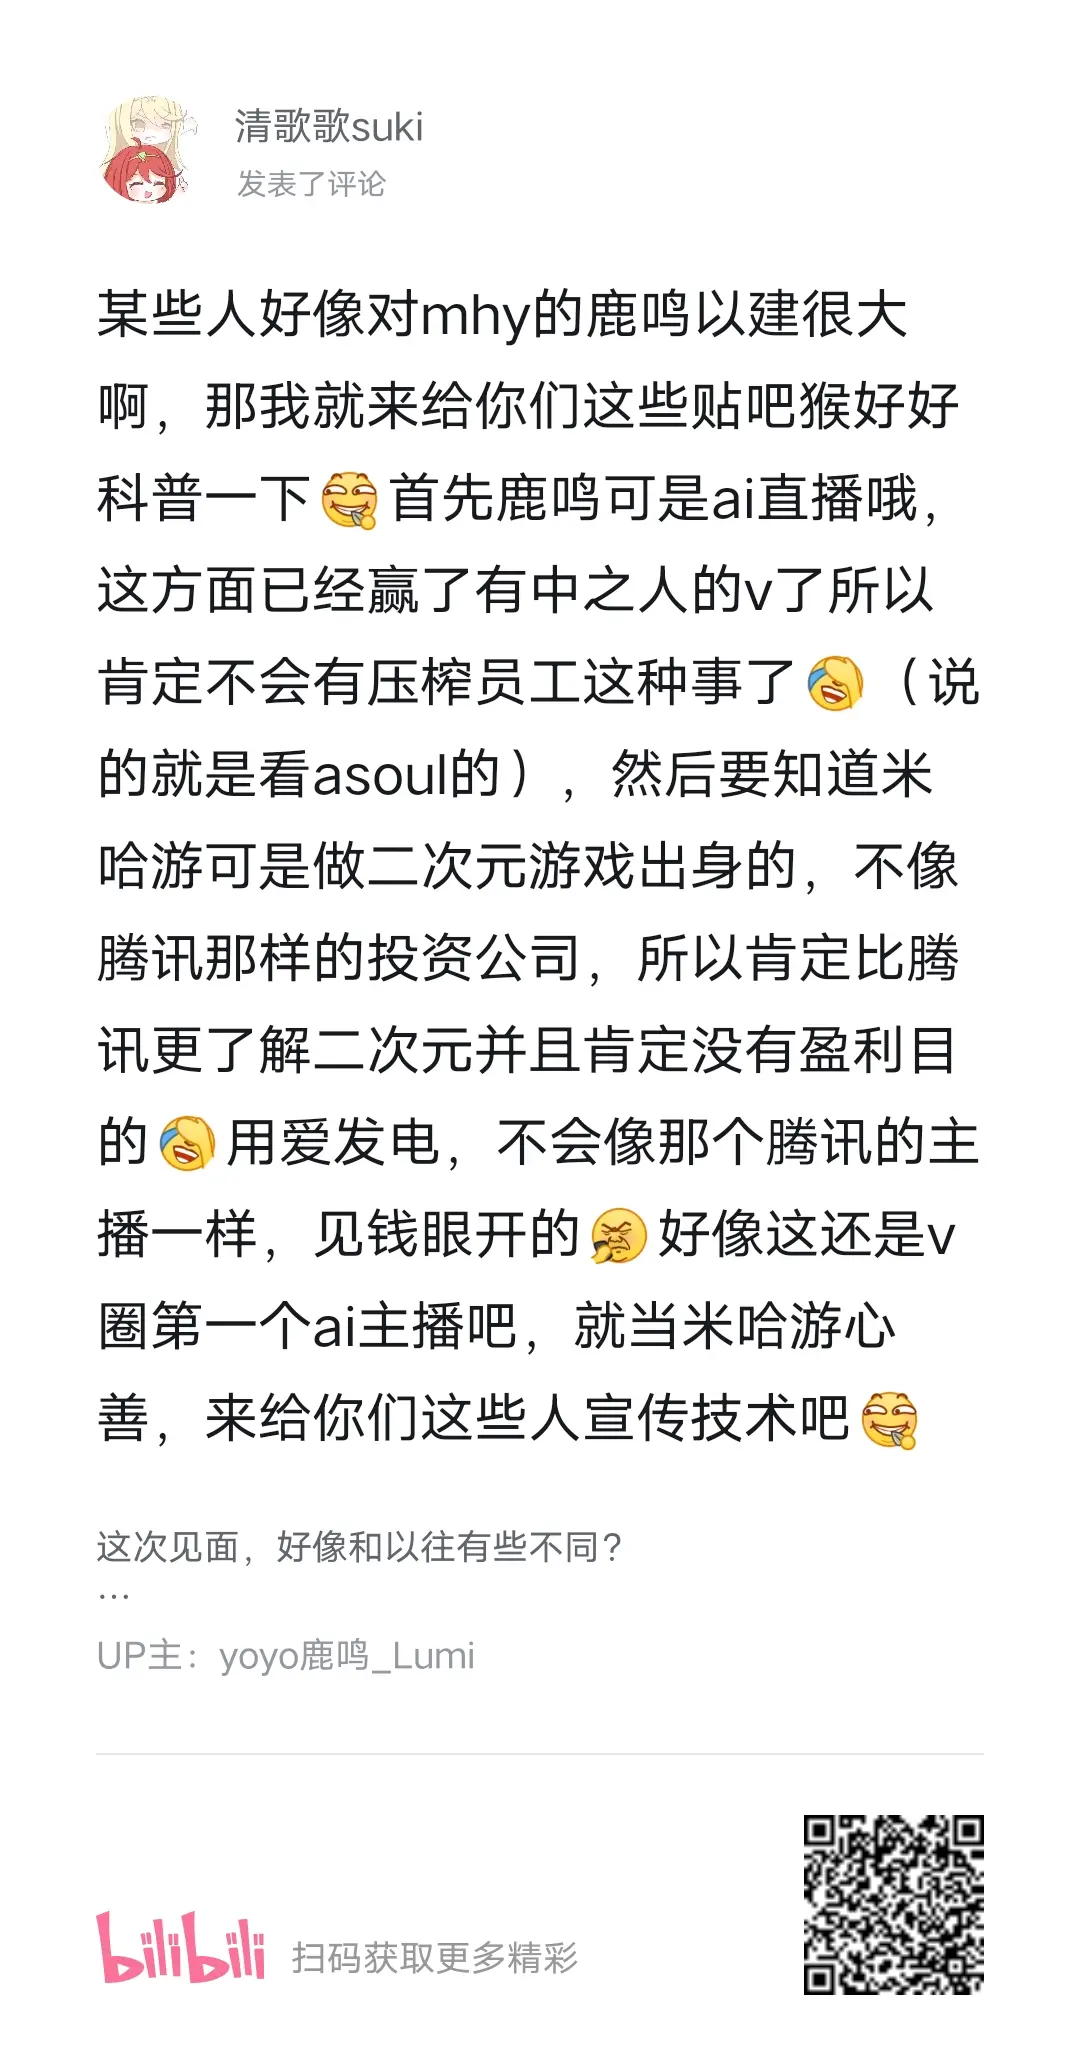 清歌歌suki
发表了评论
某些人好像对mhy的鹿鸣以建很大
啊，那我就来给你们这些贴吧猴好好
科普一下首先鹿鸣可是ai直播哦，
这方面已经赢了有中之人的v了所以
肯定不会有压榨员工这种事了（说
的就是看asoul的），然后要知道米
哈游可是做二次元游戏出身的，不像
腾讯那样的投资公司，所以肯定比腾
讯更了解二次元并且肯定没有盈利目
的用爱发电，不会像那个腾讯的主
播一样，见钱眼开的好像这还是v
圈第一个ai主播吧，就当米哈游心
善，来给你们这些人宣传技术吧
这次见面，好像和以往有些不同？
...
UP主：yoyo鹿鸣_Lumi
bilibili 扫码获取更多精彩